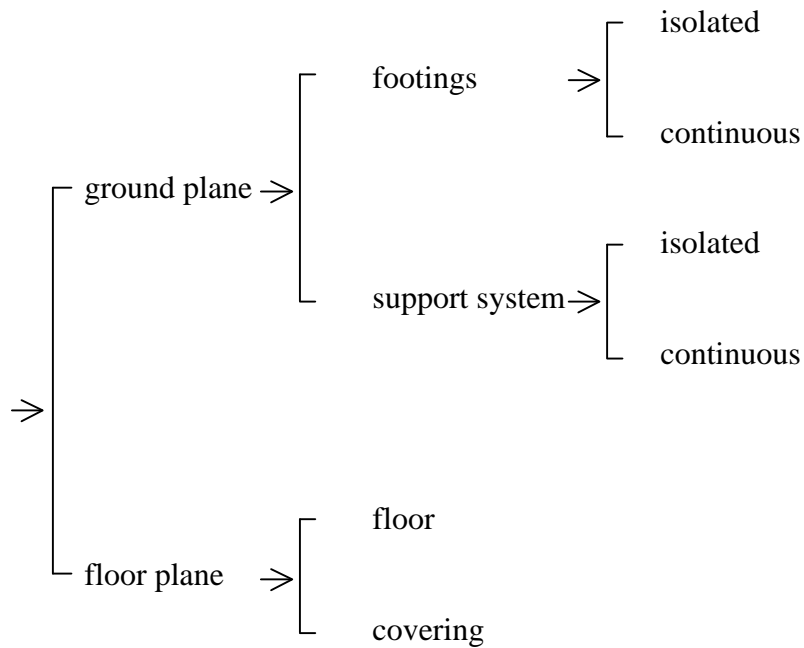 isolated
footings
continuous
ground plane
isolated
support system
continuous
floor
floor plane
covering